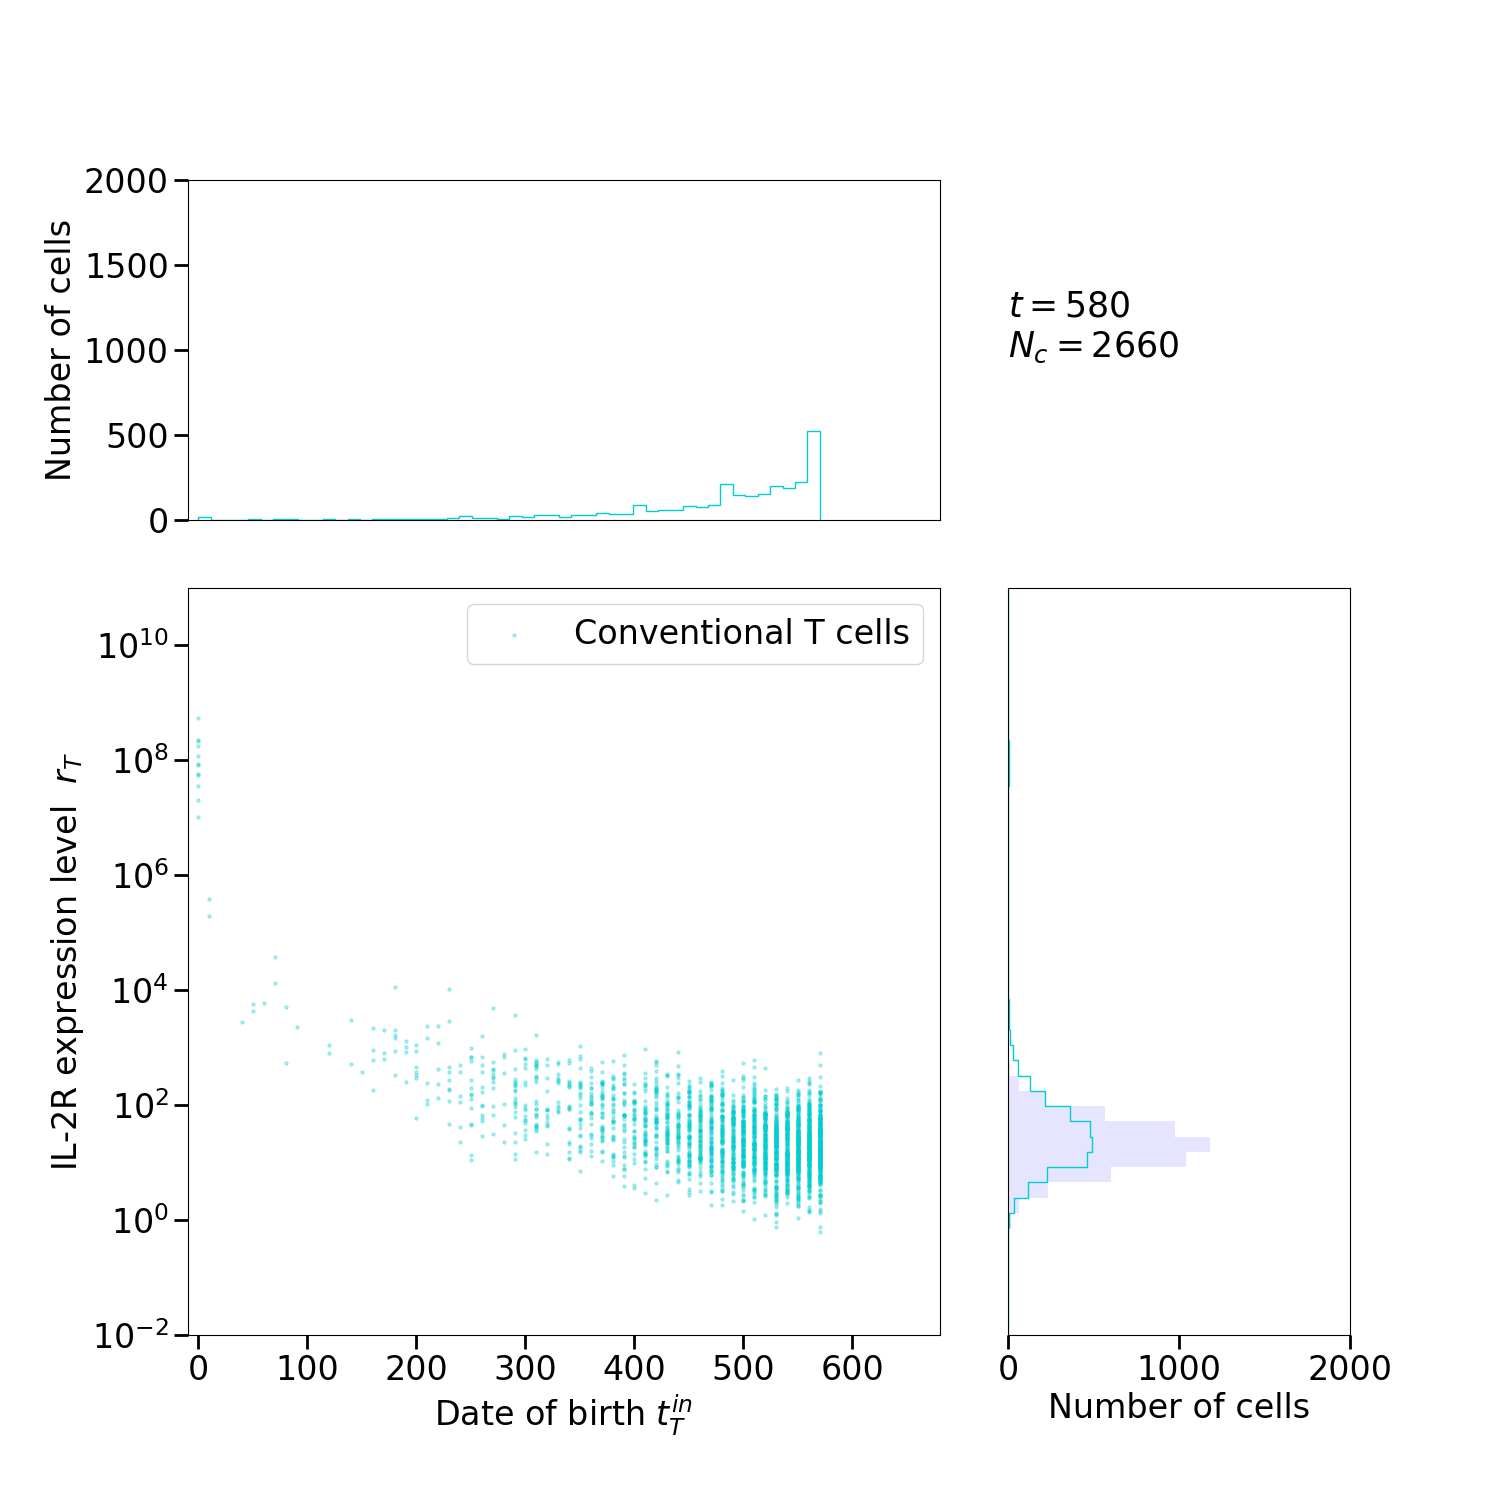 Number of cells
2000
1500
1000
500
0
t = 580
N_c = 2660
Conventional T cells
IL-2R expression level r_T
10^10
10^8
10^6
10^4
10^2
10^0
10^−2
0 100 200 300 400 500 600
Date of birth t_T^in
0 1000 2000
Number of cells